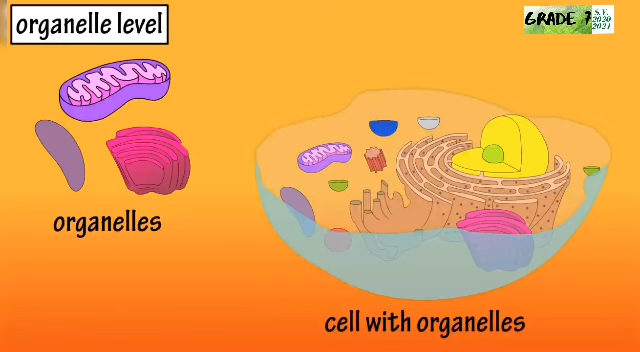 organelle level
GRADE 7
S.Y.
2020
2021
organelles
cell with organelles